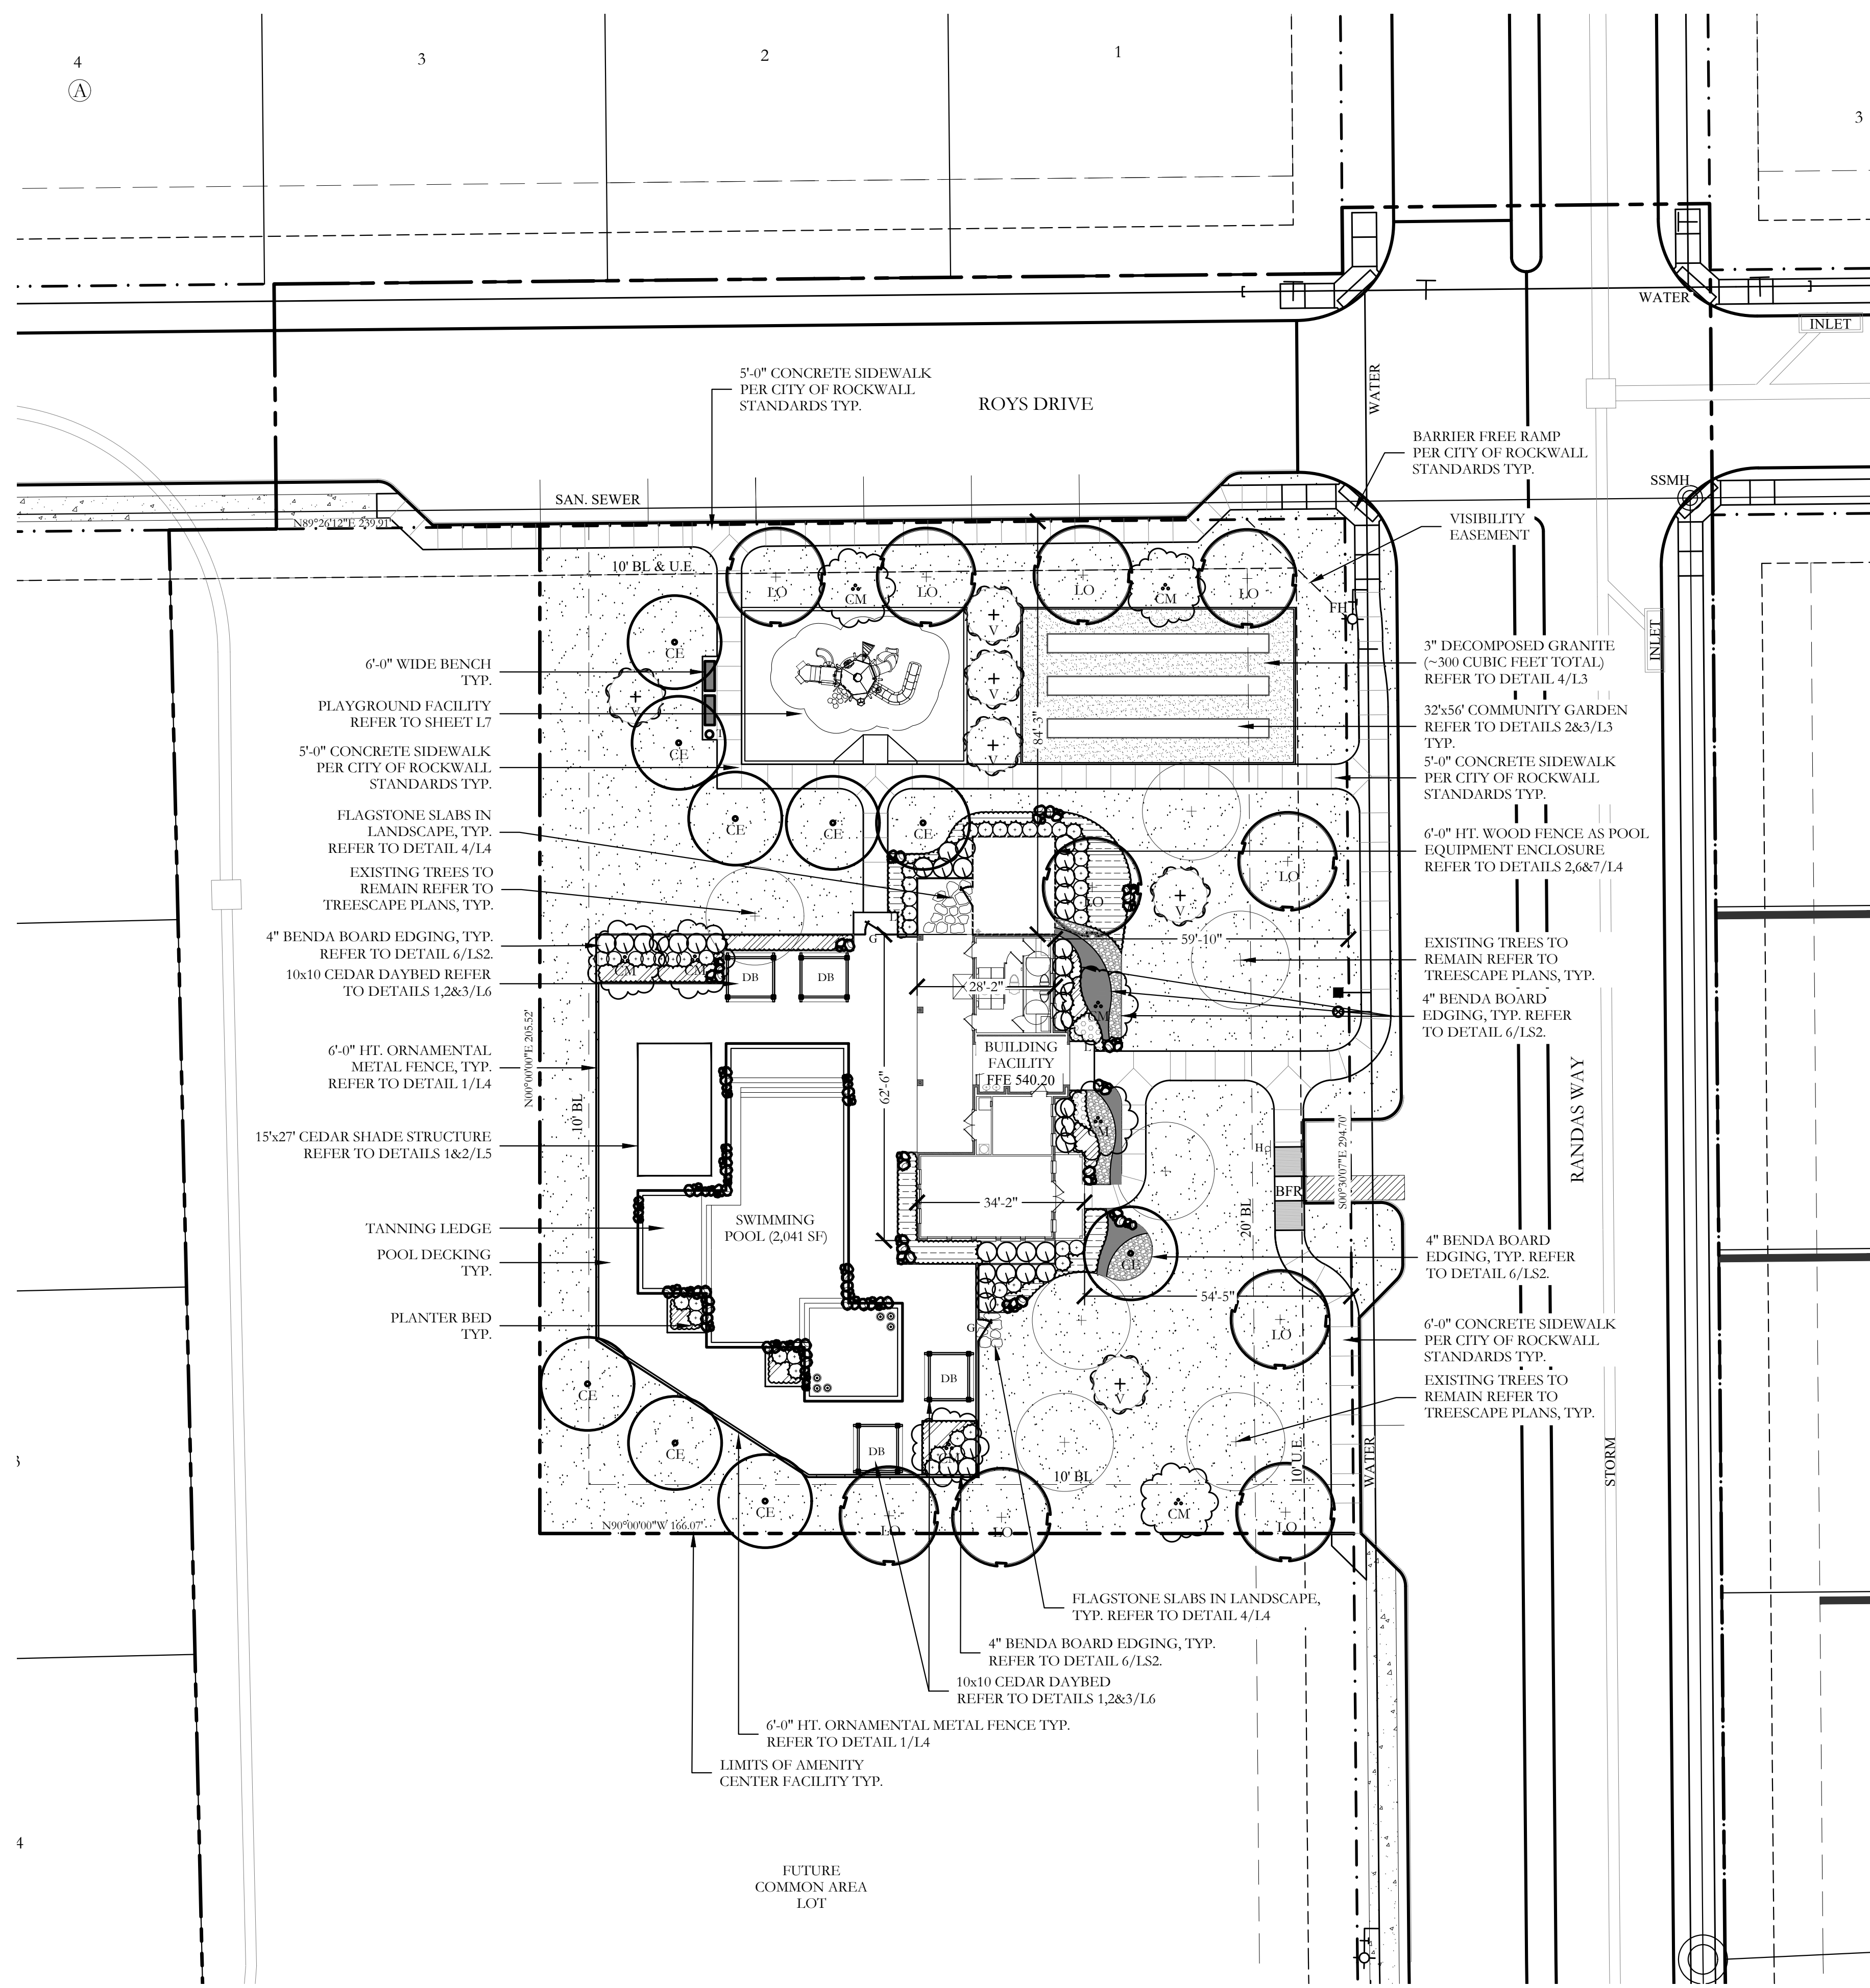 4
A
3
2
1
3
WATER
INLET
5'-0" CONCRETE SIDEWALK
PER CITY OF ROCKWALL
STANDARDS TYP.
ROYS DRIVE
WATER
BARRIER FREE RAMP
PER CITY OF ROCKWALL
STANDARDS TYP.
SAN. SEWER
SSMH
N89°26'12"E 239.91'
VISIBILITY
EASEMENT
10' BL & U.E.
LO
CM
LO
LO
CM
LO
FH
V
INLET
CE
6'-0" WIDE BENCH
TYP.
V
V
3" DECOMPOSED GRANITE
(~300 CUBIC FEET TOTAL)
REFER TO DETAIL 4/L3
PLAYGROUND FACILITY
REFER TO SHEET L7
32'x56' COMMUNITY GARDEN
REFER TO DETAILS 2&3/L3
TYP.
T
84'-3"
CE
V
5'-0" CONCRETE SIDEWALK
PER CITY OF ROCKWALL
STANDARDS TYP.
5'-0" CONCRETE SIDEWALK
PER CITY OF ROCKWALL
STANDARDS TYP.
CE
CE
CE
FLAGSTONE SLABS IN
LANDSCAPE, TYP.
REFER TO DETAIL 4/L4
6'-0" HT. WOOD FENCE AS POOL
EQUIPMENT ENCLOSURE
REFER TO DETAILS 2,6&7/L4
LO
EXISTING TREES TO
REMAIN REFER TO
TREESCAPE PLANS, TYP.
LO
V
4" BENDA BOARD EDGING, TYP.
REFER TO DETAIL 6/LS2.
G
59'-10"
EXISTING TREES TO
REMAIN REFER TO
TREESCAPE PLANS, TYP.
10x10 CEDAR DAYBED REFER
TO DETAILS 1,2&3/L6
CM
CM
DB
DB
28'-2"
4" BENDA BOARD
EDGING, TYP. REFER
TO DETAIL 6/LS2.
CM
N00°00'00"E 205.52'
6'-0" HT. ORNAMENTAL
METAL FENCE, TYP.
REFER TO DETAIL 1/L4
BUILDING
FACILITY
FFE 540.20
62'-6"
10' BL
RANDAS WAY
CM
15'x27' CEDAR SHADE STRUCTURE
REFER TO DETAILS 1&2/L5
H
S00°30'07"E 294.70'
BFR
34'-2"
20' BL
TANNING LEDGE
SWIMMING
POOL (2,041 SF)
POOL DECKING
TYP.
CE
4" BENDA BOARD
EDGING, TYP. REFER
TO DETAIL 6/LS2.
54'-5"
PLANTER BED
TYP.
G
LO
6'-0" CONCRETE SIDEWALK
PER CITY OF ROCKWALL
STANDARDS TYP.
CE
DB
V
EXISTING TREES TO
REMAIN REFER TO
TREESCAPE PLANS, TYP.
CE
DB
10' BL
10' U.E.
WATER
STORM
CE
LO
LO
CM
LO
N90°00'00"W 166.07'
FLAGSTONE SLABS IN LANDSCAPE,
TYP. REFER TO DETAIL 4/L4
4" BENDA BOARD EDGING, TYP.
REFER TO DETAIL 6/LS2.
10x10 CEDAR DAYBED
REFER TO DETAILS 1,2&3/L6
6'-0" HT. ORNAMENTAL METAL FENCE TYP.
REFER TO DETAIL 1/L4
LIMITS OF AMENITY
CENTER FACILITY TYP.
4
FUTURE
COMMON AREA
LOT